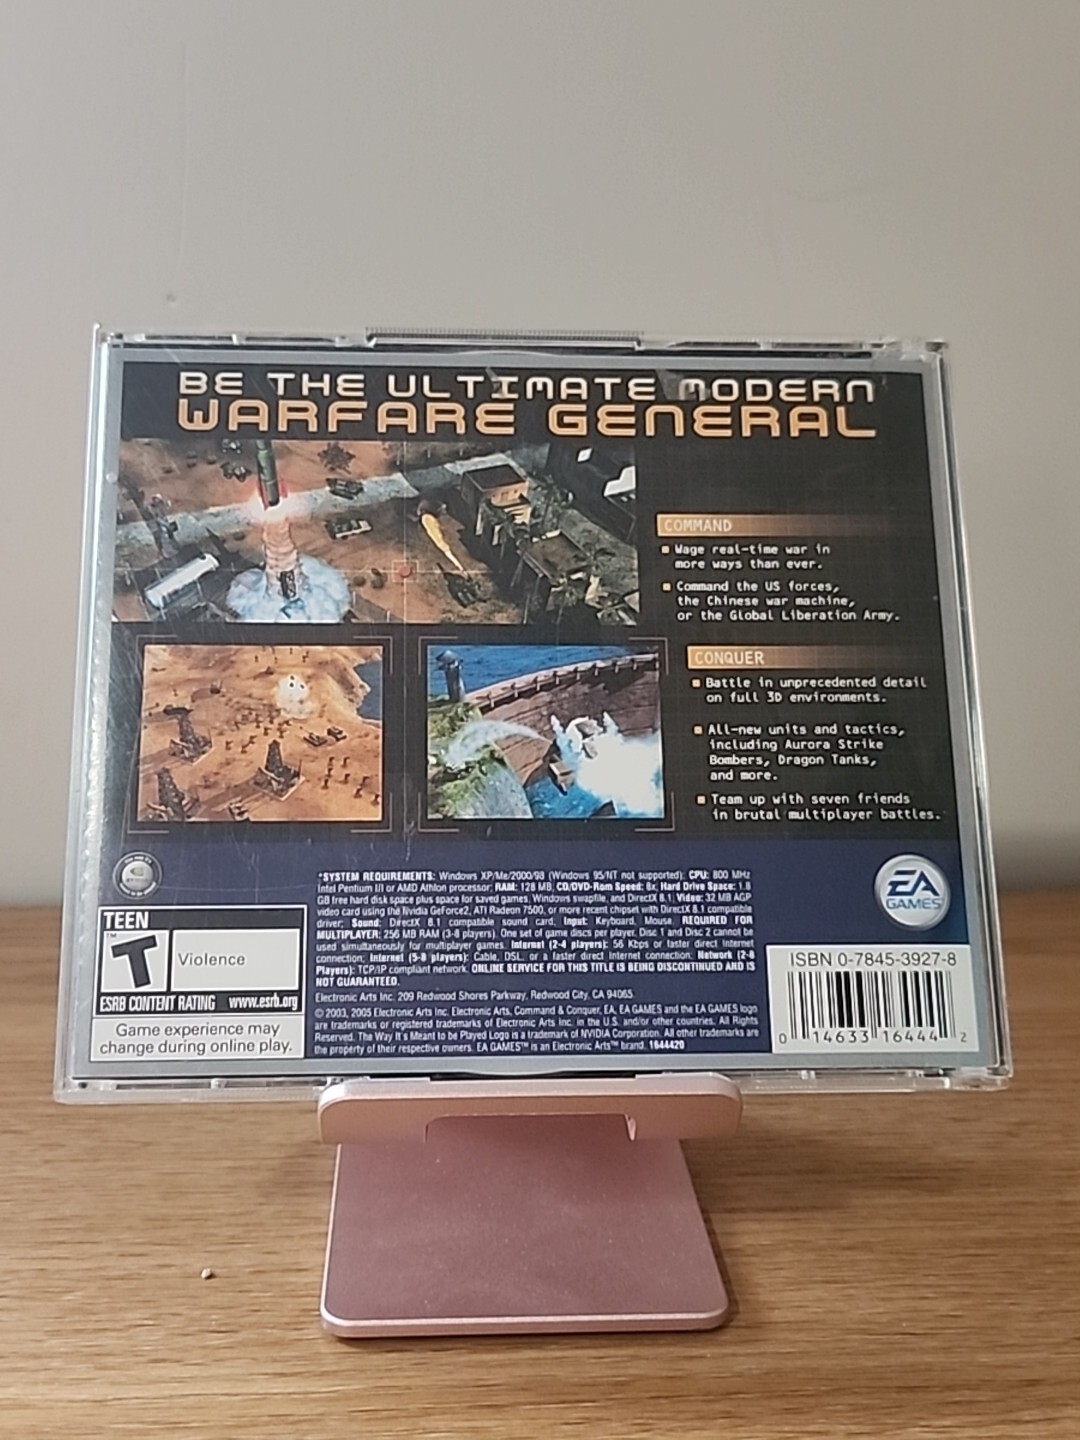 BE THE ULTIMATE MODERN
WARFARE GENERAL
COMMAND
Wage real-time war in
more ways than ever.
Command the US forces,
the Chinese war machine,
or the Global Liberation Army.
CONQUER
Battle in unprecedented detail
on full 3D environments.
All-new units and tactics,
including Aurora Strike
Bombers, Dragon Tanks,
and more.
Team up with seven friends
in brutal multiplayer battles.
*SYSTEM REQUIREMENTS: Windows XP/Me/2000/98 (Windows 95/NT not supported); CPU: 800 MHz
Intel Pentium III or AMD Athlon processor; RAM: 128 MB; CD/DVD-Rom Speed: 8x; Hard Drive Space: 1.8
GB free hard disk space plus space for saved games, Windows swapfile, and DirectX 8.1; Video: 32 MB AGP
video card using the Nvidia GeForce2, ATI Radeon 7500, or more recent chipset with DirectX 8.1 compatible
driver; Sound: DirectX 8.1 compatible sound card; Input: Keyboard, Mouse. REQUIRED FOR
MULTIPLAYER: 256 MB RAM (3-8 players). One set of game discs per player. Disc 1 and Disc 2 cannot be
used simultaneously for multiplayer games. Internet (2-4 players): 56 Kbps or faster direct Internet
connection; Internet (5-8 players): Cable, DSL, or a faster direct Internet connection; Network (2-8
Players): TCP/IP compliant network. ONLINE SERVICE FOR THIS TITLE IS BEING DISCONTINUED AND IS
NOT GUARANTEED.
Electronic Arts Inc. 209 Redwood Shores Parkway, Redwood City, CA 94065.
© 2003, 2005 Electronic Arts Inc. Electronic Arts, Command & Conquer, EA, EA GAMES and the EA GAMES logo
are trademarks or registered trademarks of Electronic Arts Inc. in the U.S. and/or other countries. All Rights
Reserved. The Way It's Meant to be Played Logo is a trademark of NVIDIA Corporation. All other trademarks are
the property of their respective owners. EA GAMES™ is an Electronic Arts™ brand. 1644420
TEEN
T
™
Violence
ESRB CONTENT RATING www.esrb.org
Game experience may
change during online play.
EA
GAMES
ISBN 0-7845-3927-8
0 14633 16444 2